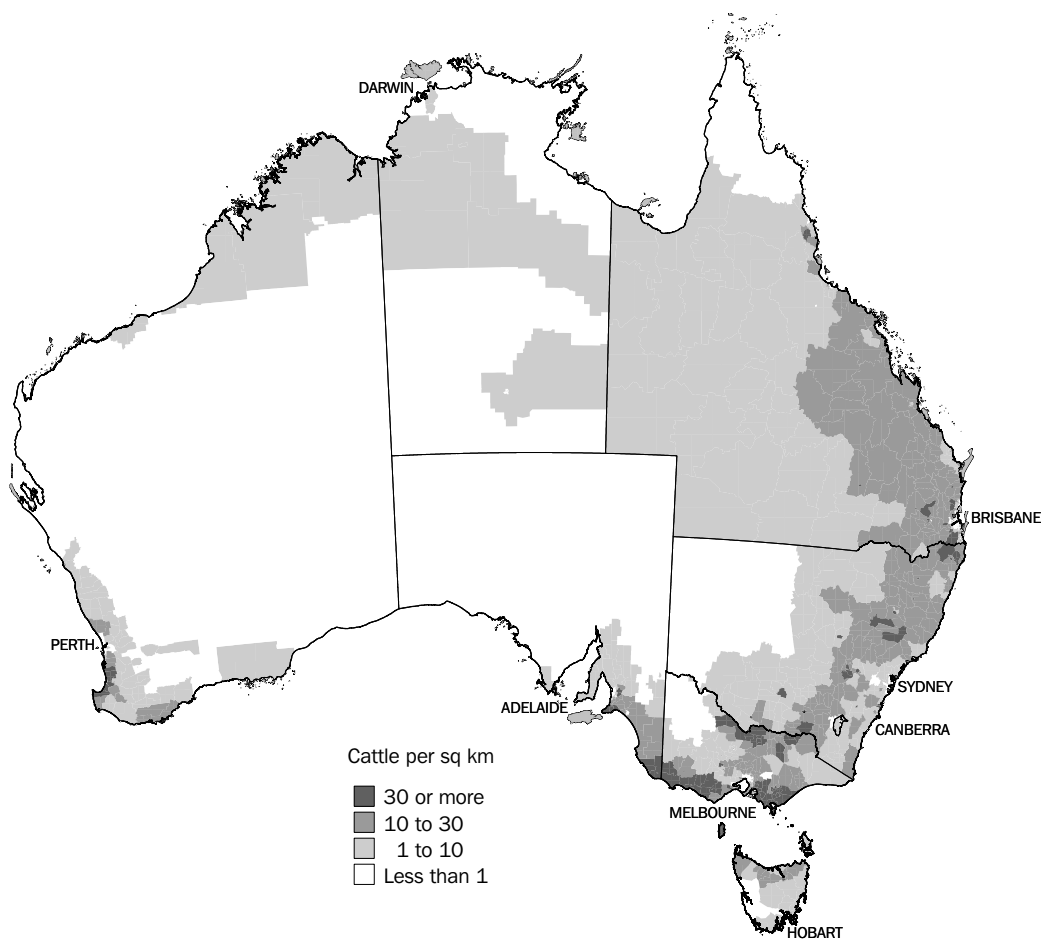 DARWIN
BRISBANE
PERTH
SYDNEY
ADELAIDE
CANBERRA
Cattle per sq km
30 or more
10 to 30
1 to 10
Less than 1
MELBOURNE
HOBART